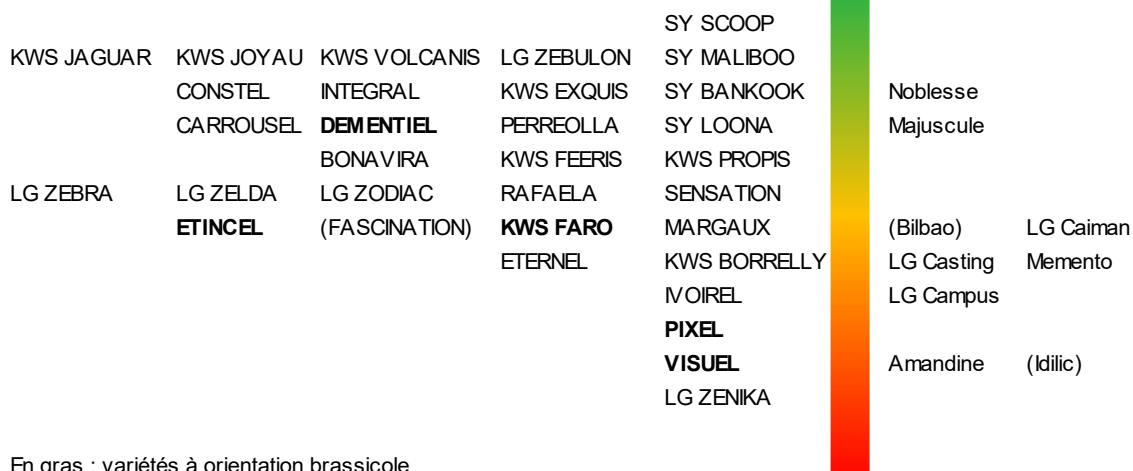 SY SCOOP
KWS JAGUAR KWS JOYAU KWS VOLCANIS LG ZEBULON SY MALIBOO
CONSTEL INTEGRAL KWS EXQUIS SY BANKOOK Noblesse
CARROUSEL DEMENTIEL PERREOLLA SY LOONA Majuscule
BONAVIRA KWS FEERIS KWS PROPIS
LG ZEBRA LG ZELDA LG ZODIAC RAFAELA SENSATION
ETINCEL (FASCINATION) KWS FARO MARGAUX (Bilbao) LG Caiman
ETERNEL KWS BORRELLY LG Casting Memento
IVOIREL LG Campus
PIXEL
VISUEL Amandine (Idilic)
LG ZENIKA
En gras : variétés à orientation brassicole